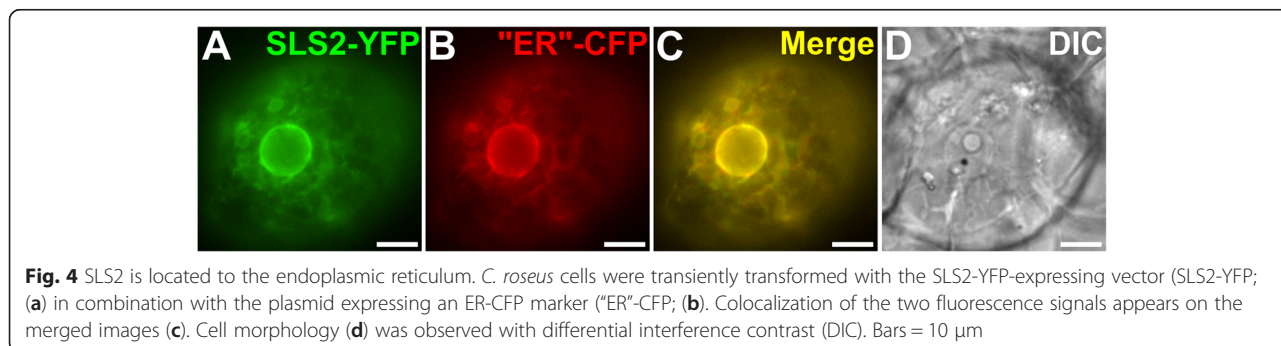 A SLS2-YFP B "ER"-CFP C Merge D DIC
Fig. 4 SLS2 is located to the endoplasmic reticulum. C. roseus cells were transiently transformed with the SLS2-YFP-expressing vector (SLS2-YFP;
(a) in combination with the plasmid expressing an ER-CFP marker (“ER”-CFP; (b). Colocalization of the two fluorescence signals appears on the
merged images (c). Cell morphology (d) was observed with differential interference contrast (DIC). Bars = 10 μm